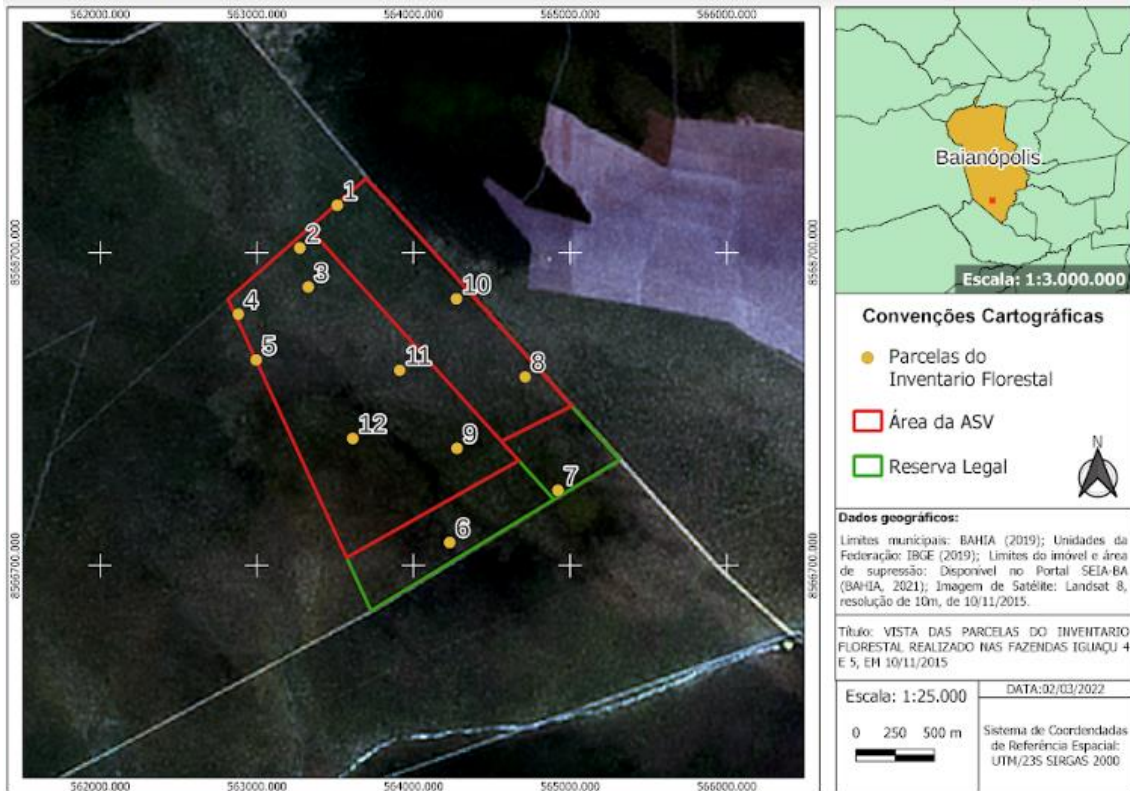 562000.000 563000.000 564000.000 565000.000 566000.000
8568700.000
8568700.000
1
2
3
4
5
10
11
8
12
9
7
6
8566700.000
8566700.000
562000.000 563000.000 564000.000 565000.000 566000.000
Baianópolis
Escala: 1:3.000.000
Convenções Cartográficas
Parcelas do
Inventario Florestal
Área da ASV
N
Reserva Legal
Dados geográficos:
Limites municipais: BAHIA (2019); Unidades da
Federação: IBGE (2019); Limites do imóvel e área
de supressão: Disponível no Portal SEIA-BA
(BAHIA, 2021); Imagem de Satélite: Landsat 8,
resolução de 10m, de 10/11/2015.
Título: VISTA DAS PARCELAS DO INVENTARIO
FLORESTAL REALIZADO NAS FAZENDAS IGUAÇU 4
E 5, EM 10/11/2015
Escala: 1:25.000
0 250 500 m
DATA:02/03/2022
Sistema de Coordendadas
de Referência Espacial:
UTM/23S SIRGAS 2000